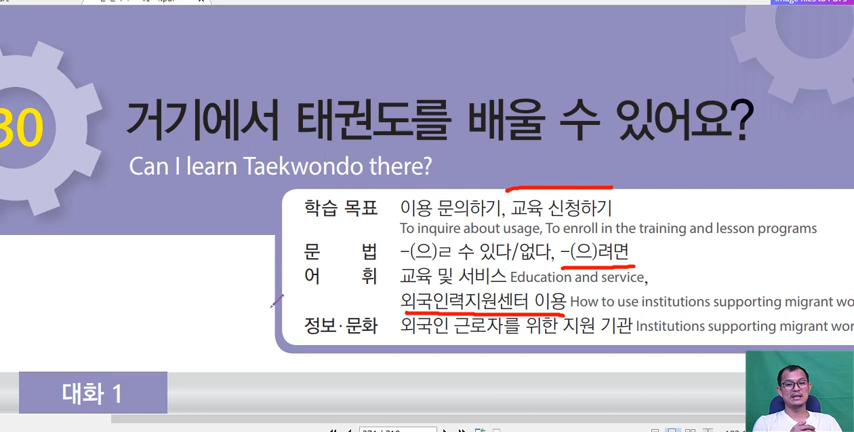 30
거기에서 태권도를 배울 수 있어요?
Can I learn Taekwondo there?
학습 목표 이용 문의하기, 교육 신청하기
To inquire about usage, To enroll in the training and lesson programs
문 법 -(으)ㄹ 수 있다/없다, -(으)려면
어 휘 교육 및 서비스 Education and service,
외국인력지원센터 이용 How to use institutions supporting migrant wo
정보·문화 외국인 근로자를 위한 지원 기관 Institutions supporting migrant wor
대화 1